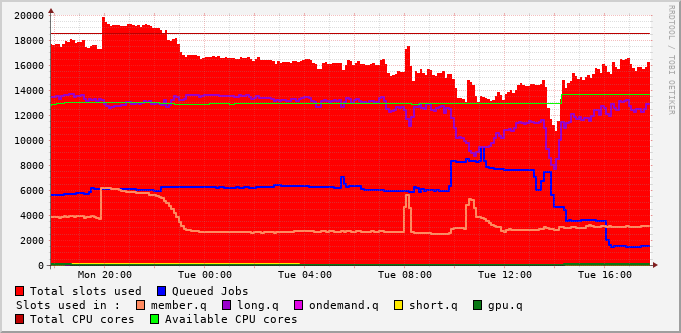 20000
18000
16000
14000
12000
10000
8000
6000
4000
2000
0
Mon 20:00 Tue 00:00 Tue 04:00 Tue 08:00 Tue 12:00 Tue 16:00
RRDTOOL / TOBI OETIKER
Total slots used Queued Jobs
Slots used in : member.q long.q ondemand.q short.q gpu.q
Total CPU cores Available CPU cores